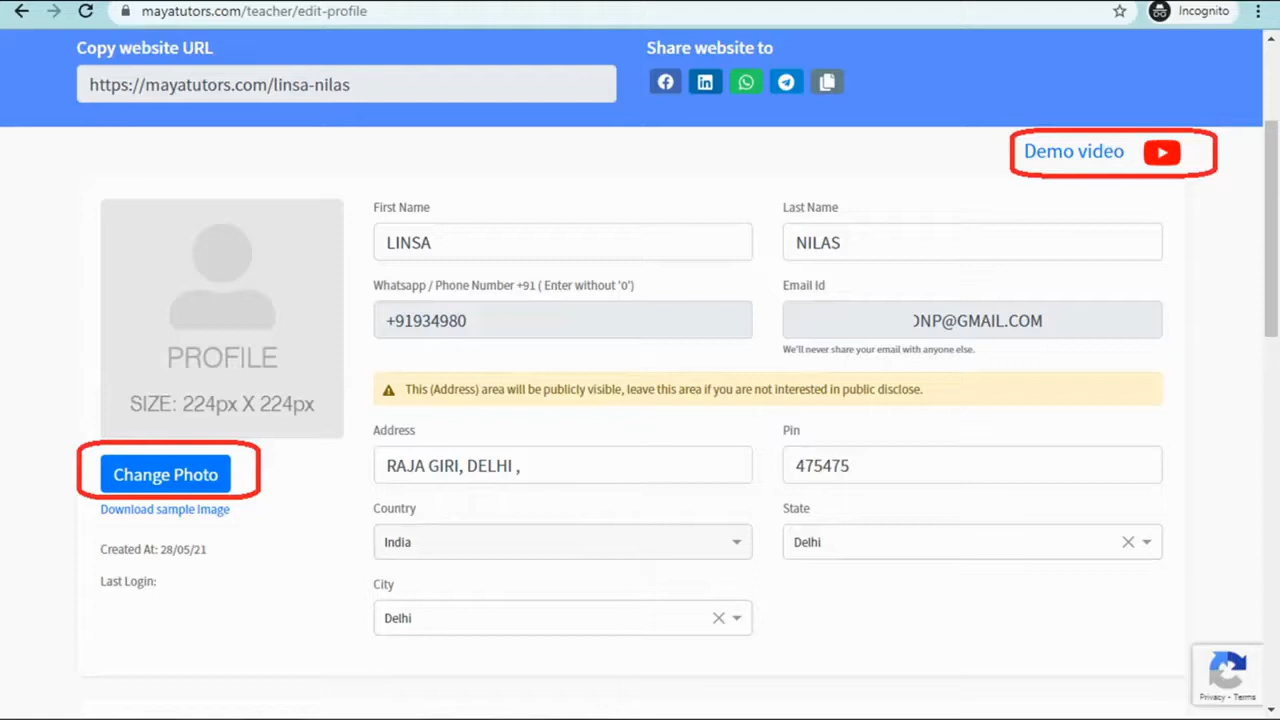 mayatutors.com/teacher/edit-profile
Incognito
Copy website URL
Share website to
https://mayatutors.com/linsa-nilas
Demo video
First Name
Last Name
LINSA
NILAS
Whatsapp / Phone Number +91 ( Enter without '0')
Email Id
+91934980
NP@GMAIL.COM
We'll never share your email with anyone else.
PROFILE
SIZE: 224px X 224px
This (Address) area will be publicly visible, leave this area if you are not interested in public disclose.
Address
Pin
RAJA GIRI, DELHI ,
475475
Change Photo
Download sample Image
Country
State
India
Delhi
Created At: 28/05/21
Last Login:
City
Delhi
Privacy - Terms